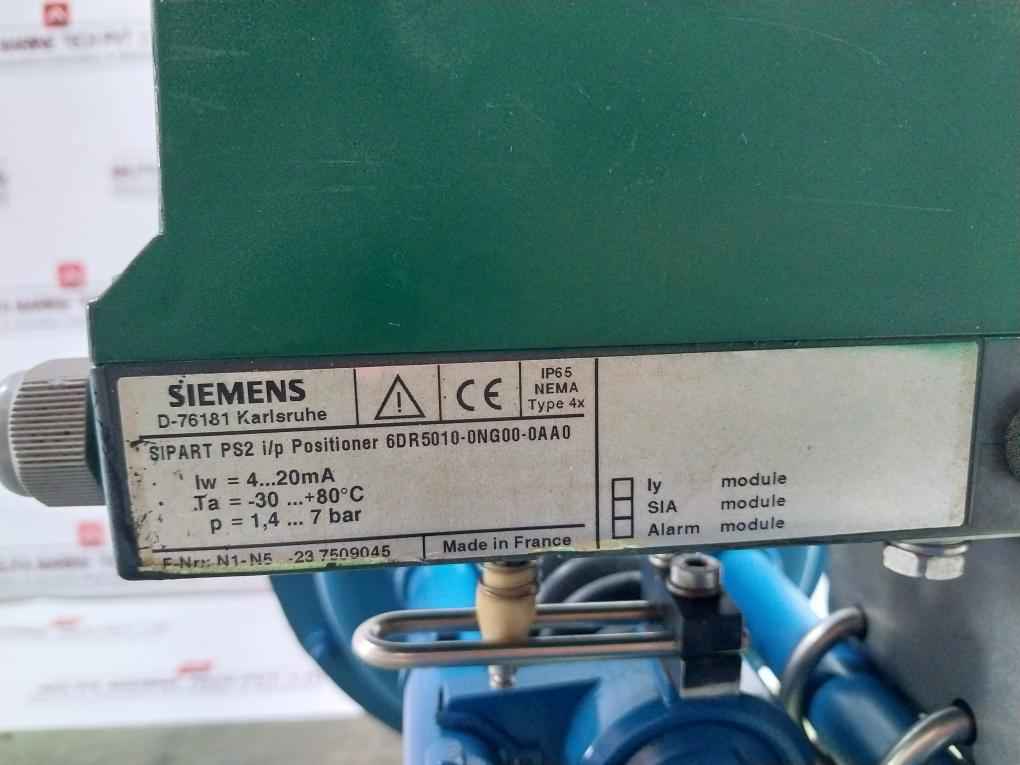 SIEMENS
D-76181 Karlsruhe
CE
IP65
NEMA
Type 4x
SIPART PS2 i/p Positioner 6DR5010-0NG00-0AA0
Iw = 4...20mA
Ta = -30 ...+80°C
p = 1,4 ... 7 bar
F-Nr.: N1-N5 -23 7509045
Made in France
Iy module
SIA module
Alarm module